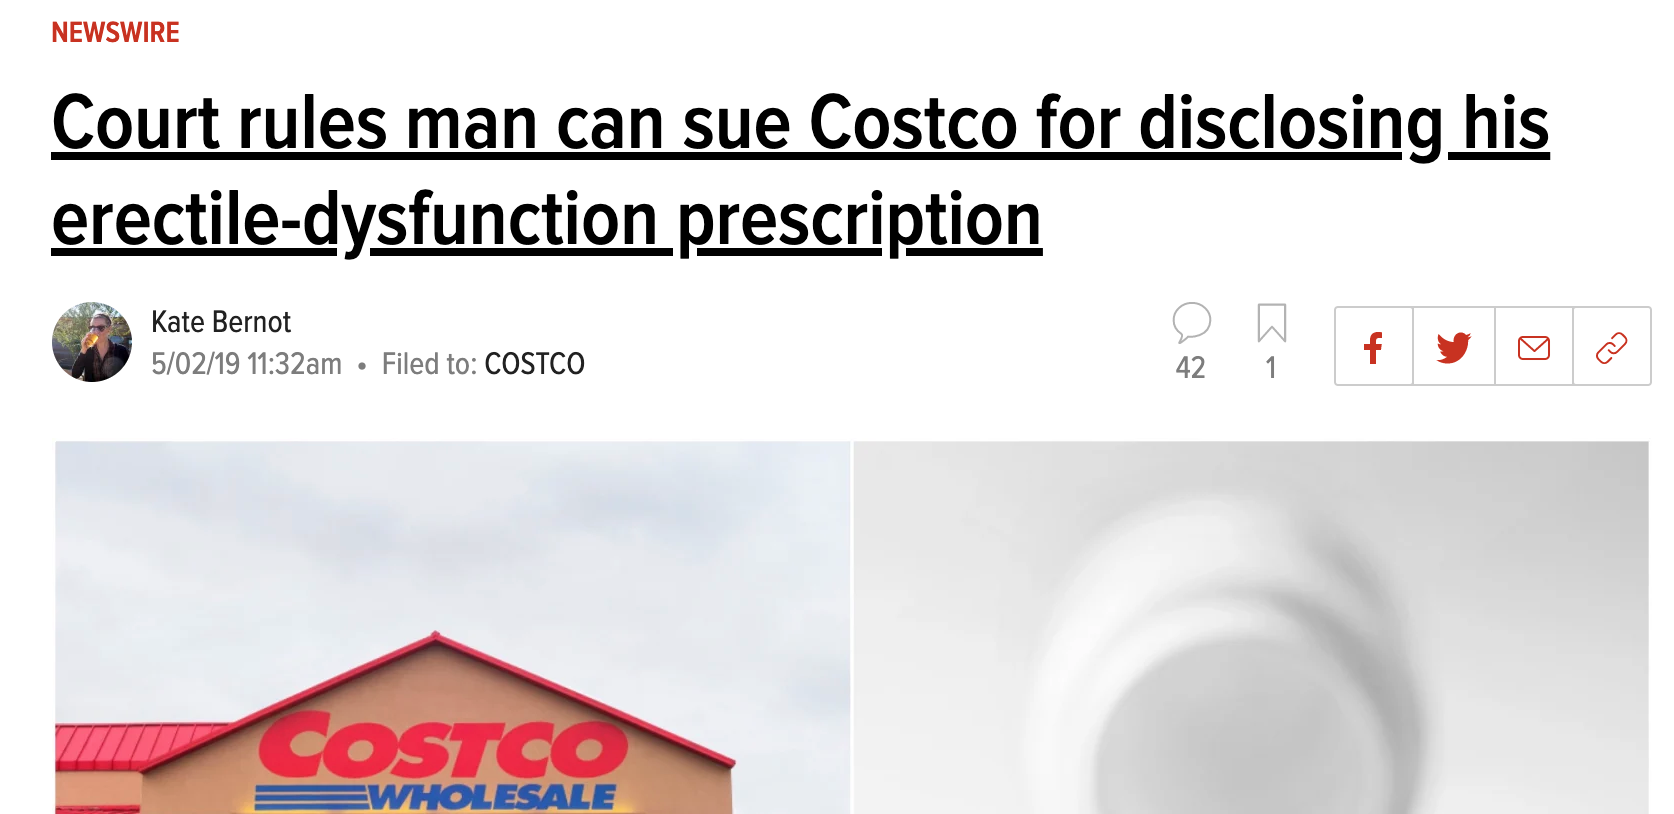 NEWSWIRE
Court rules man can sue Costco for disclosing his
erectile-dysfunction prescription
Kate Bernot
5/02/19 11:32am • Filed to: COSTCO
42
1
COSTCO
WHOLESALE